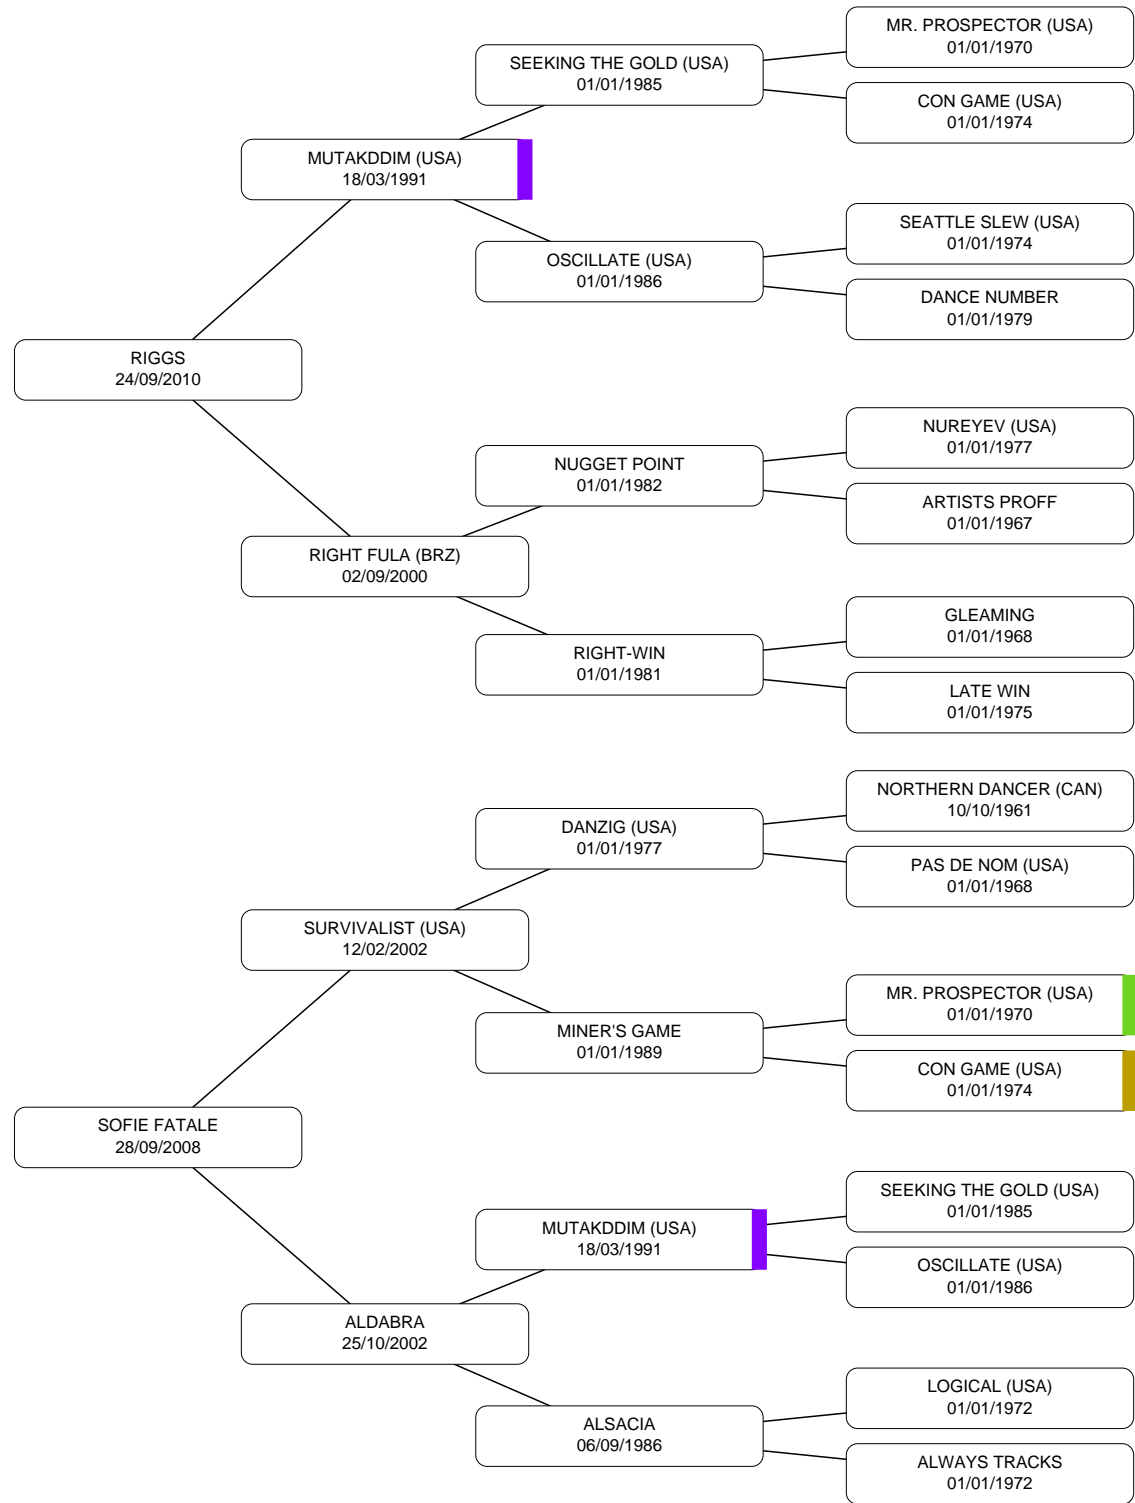 MR. PROSPECTOR (USA)
01/01/1970
SEEKING THE GOLD (USA)
01/01/1985
CON GAME (USA)
01/01/1974
MUTAKDDIM (USA)
18/03/1991
SEATTLE SLEW (USA)
01/01/1974
OSCILLATE (USA)
01/01/1986
DANCE NUMBER
01/01/1979
RIGGS
24/09/2010
NUREYEV (USA)
01/01/1977
NUGGET POINT
01/01/1982
ARTISTS PROFF
01/01/1967
RIGHT FULA (BRZ)
02/09/2000
GLEAMING
01/01/1968
RIGHT-WIN
01/01/1981
LATE WIN
01/01/1975
NORTHERN DANCER (CAN)
10/10/1961
DANZIG (USA)
01/01/1977
PAS DE NOM (USA)
01/01/1968
SURVIVALIST (USA)
12/02/2002
MR. PROSPECTOR (USA)
01/01/1970
MINER'S GAME
01/01/1989
CON GAME (USA)
01/01/1974
SOFIE FATALE
28/09/2008
SEEKING THE GOLD (USA)
01/01/1985
MUTAKDDIM (USA)
18/03/1991
OSCILLATE (USA)
01/01/1986
ALDABRA
25/10/2002
LOGICAL (USA)
01/01/1972
ALSACIA
06/09/1986
ALWAYS TRACKS
01/01/1972